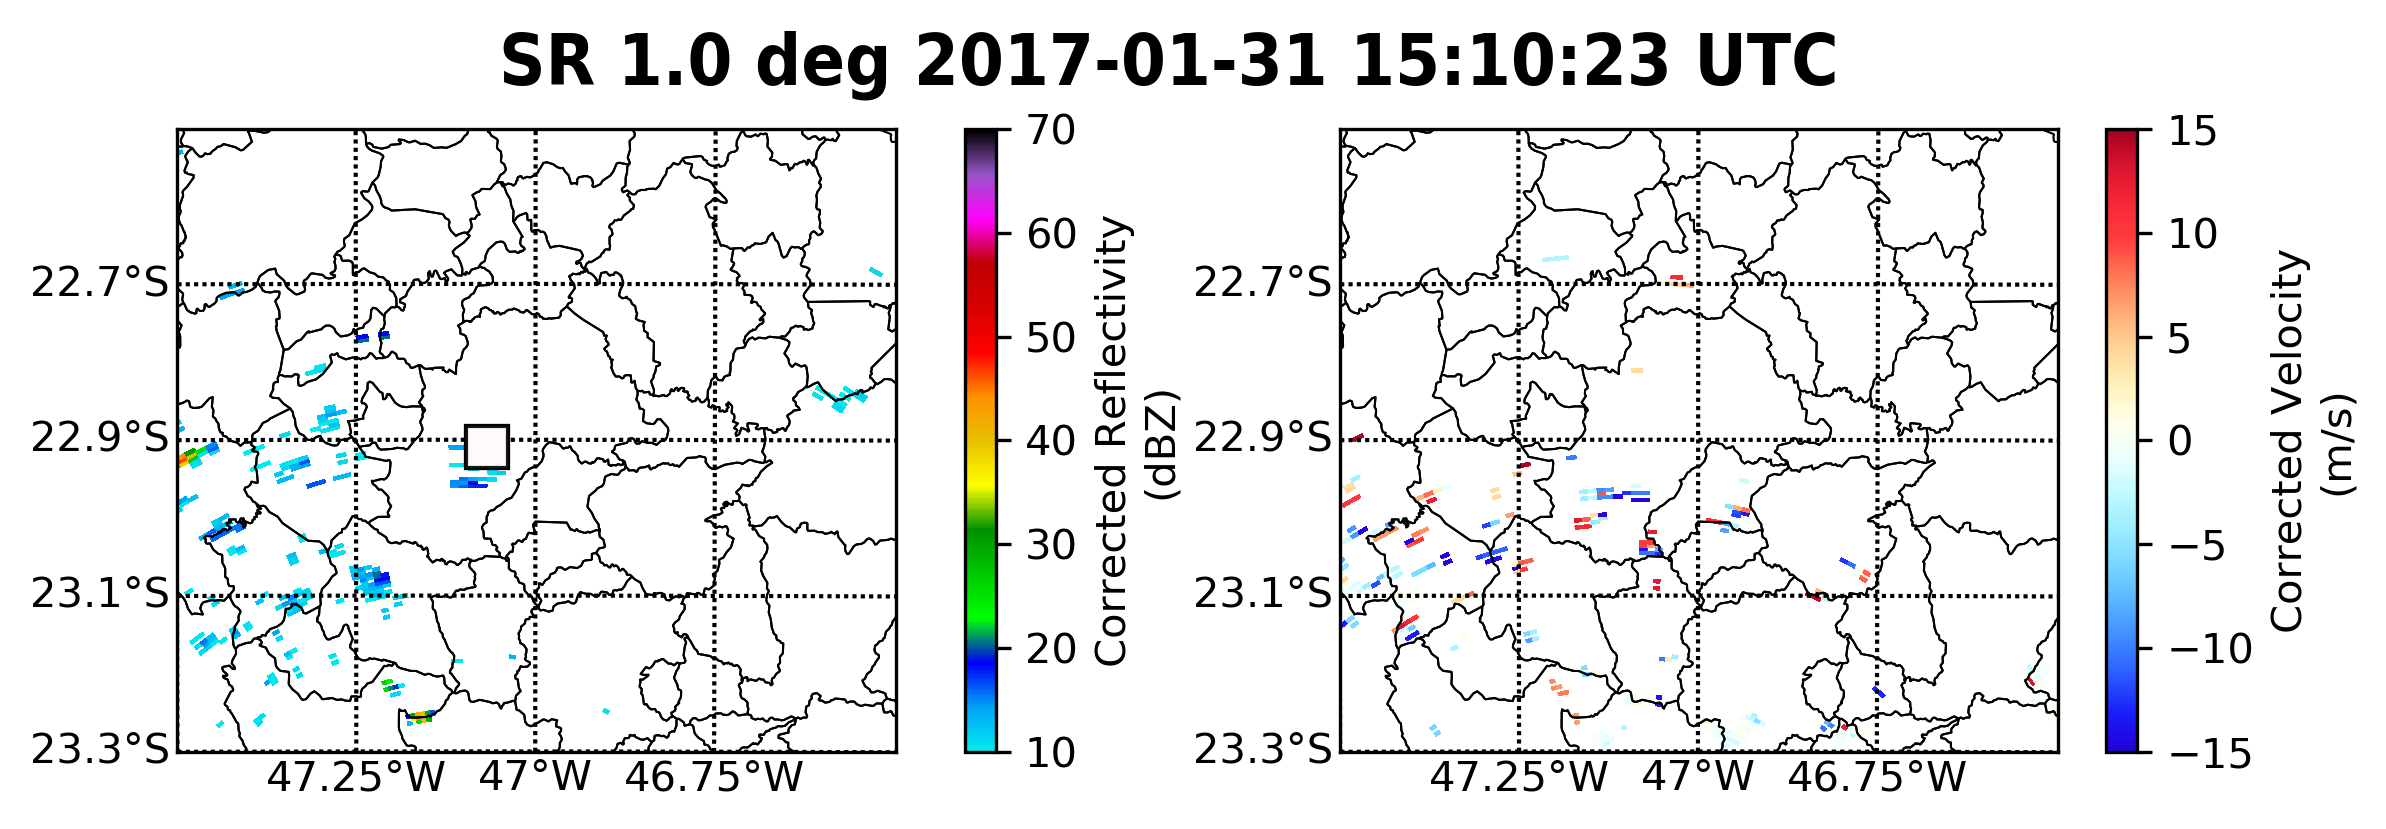 SR 1.0 deg 2017-01-31 15:10:23 UTC
22.7°S
22.9°S
23.1°S
23.3°S
47.25°W 47°W 46.75°W
70
60
50
40
30
20
10
Corrected Reflectivity
(dBZ)
22.7°S
22.9°S
23.1°S
23.3°S
47.25°W 47°W 46.75°W
15
10
5
0
−5
−10
−15
Corrected Velocity
(m/s)